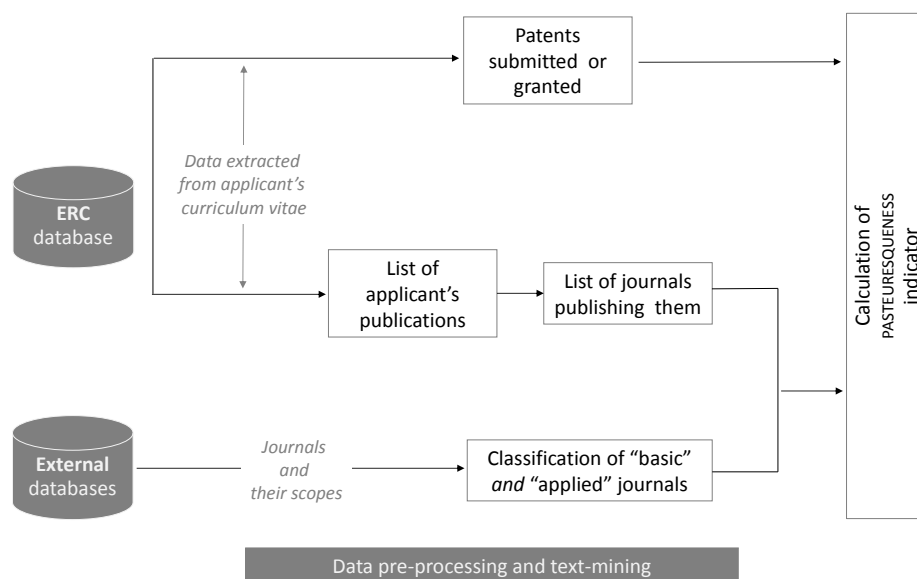 Patents
submitted or
granted
Data extracted
from applicant's
curriculum vitae
ERC
database
List of
applicant's
publications
List of journals
publishing them
Calculation of
PASTEURESQUENESS
indicator
External
databases
Journals
and
their scopes
Classification of “basic”
and “applied” journals
Data pre-processing and text-mining